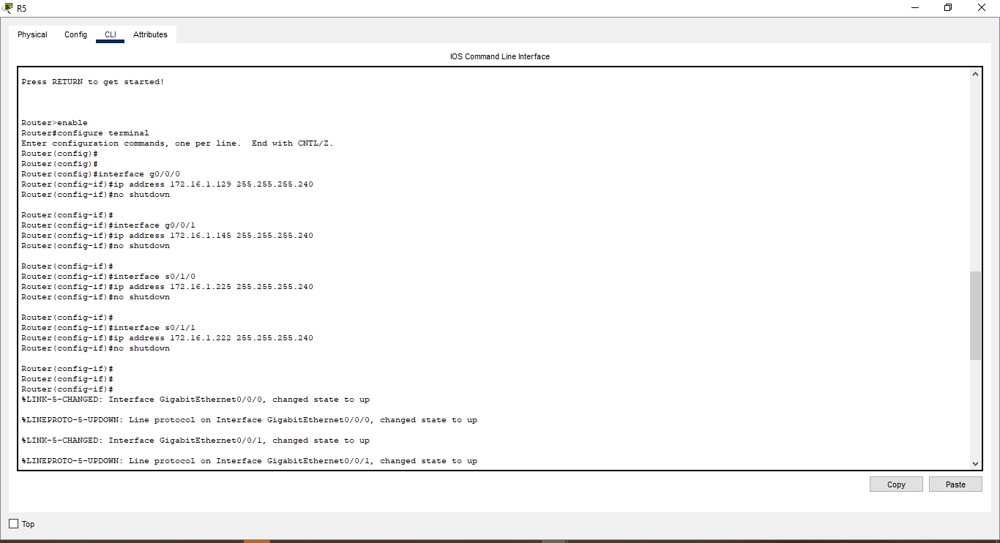 R5
Physical Config CLI Attributes
IOS Command Line Interface
Press RETURN to get started!
Router>enable
Router#configure terminal
Enter configuration commands, one per line.  End with CNTL/Z.
Router(config)#
Router(config)#
Router(config)#interface g0/0/0
Router(config-if)#ip address 172.16.1.129 255.255.255.240
Router(config-if)#no shutdown
Router(config-if)#
Router(config-if)#interface g0/0/1
Router(config-if)#ip address 172.16.1.145 255.255.255.240
Router(config-if)#no shutdown
Router(config-if)#
Router(config-if)#interface s0/1/0
Router(config-if)#ip address 172.16.1.225 255.255.255.240
Router(config-if)#no shutdown
Router(config-if)#
Router(config-if)#interface s0/1/1
Router(config-if)#ip address 172.16.1.222 255.255.255.240
Router(config-if)#no shutdown
Router(config-if)#
Router(config-if)#
Router(config-if)#
%LINK-5-CHANGED: Interface GigabitEthernet0/0/0, changed state to up
%LINEPROTO-5-UPDOWN: Line protocol on Interface GigabitEthernet0/0/0, changed state to up
%LINK-5-CHANGED: Interface GigabitEthernet0/0/1, changed state to up
%LINEPROTO-5-UPDOWN: Line protocol on Interface GigabitEthernet0/0/1, changed state to up
Copy Paste
Top